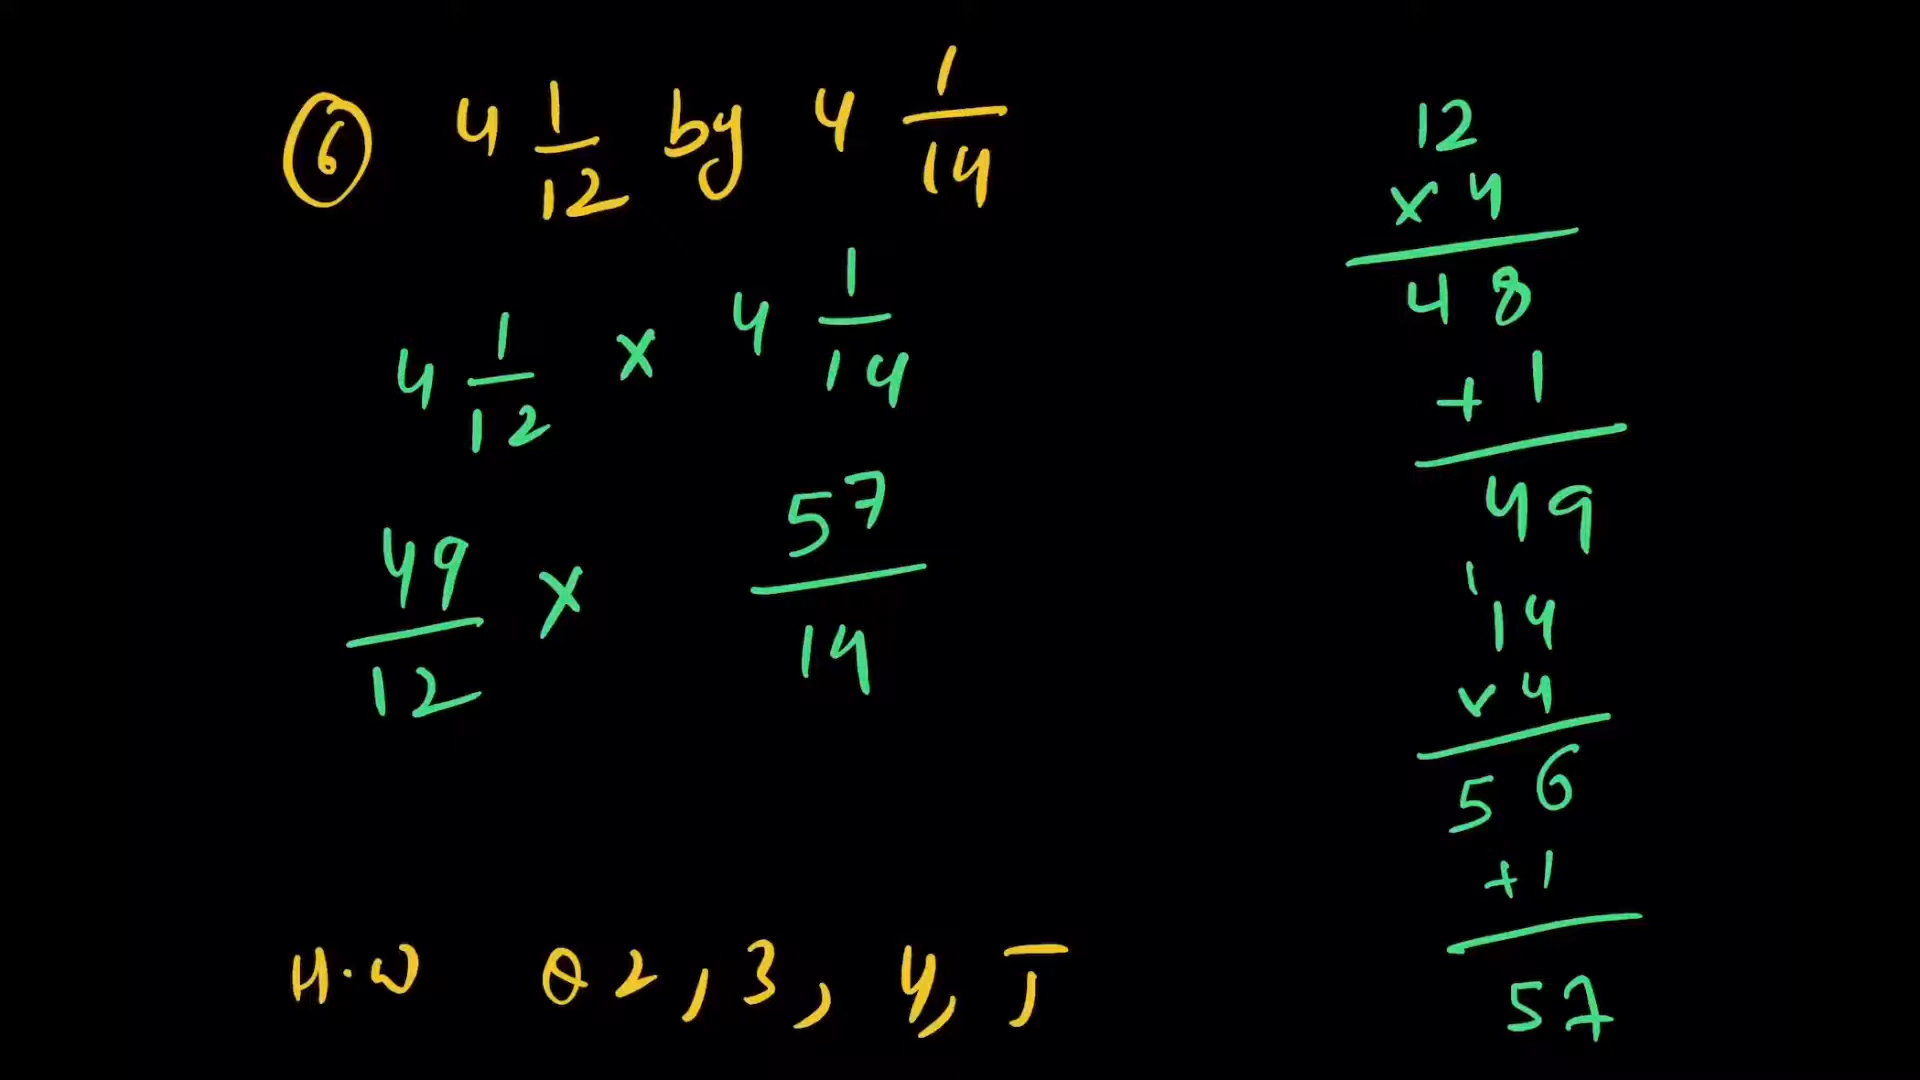 ⑥ 4 1/12 by 4 1/14
4 1/12 × 4 1/14
49/12 × 57/14
H.W Q 2, 3, 4, 5
12
× 4
48
+ 1
49
1
14
× 4
56
+ 1
57